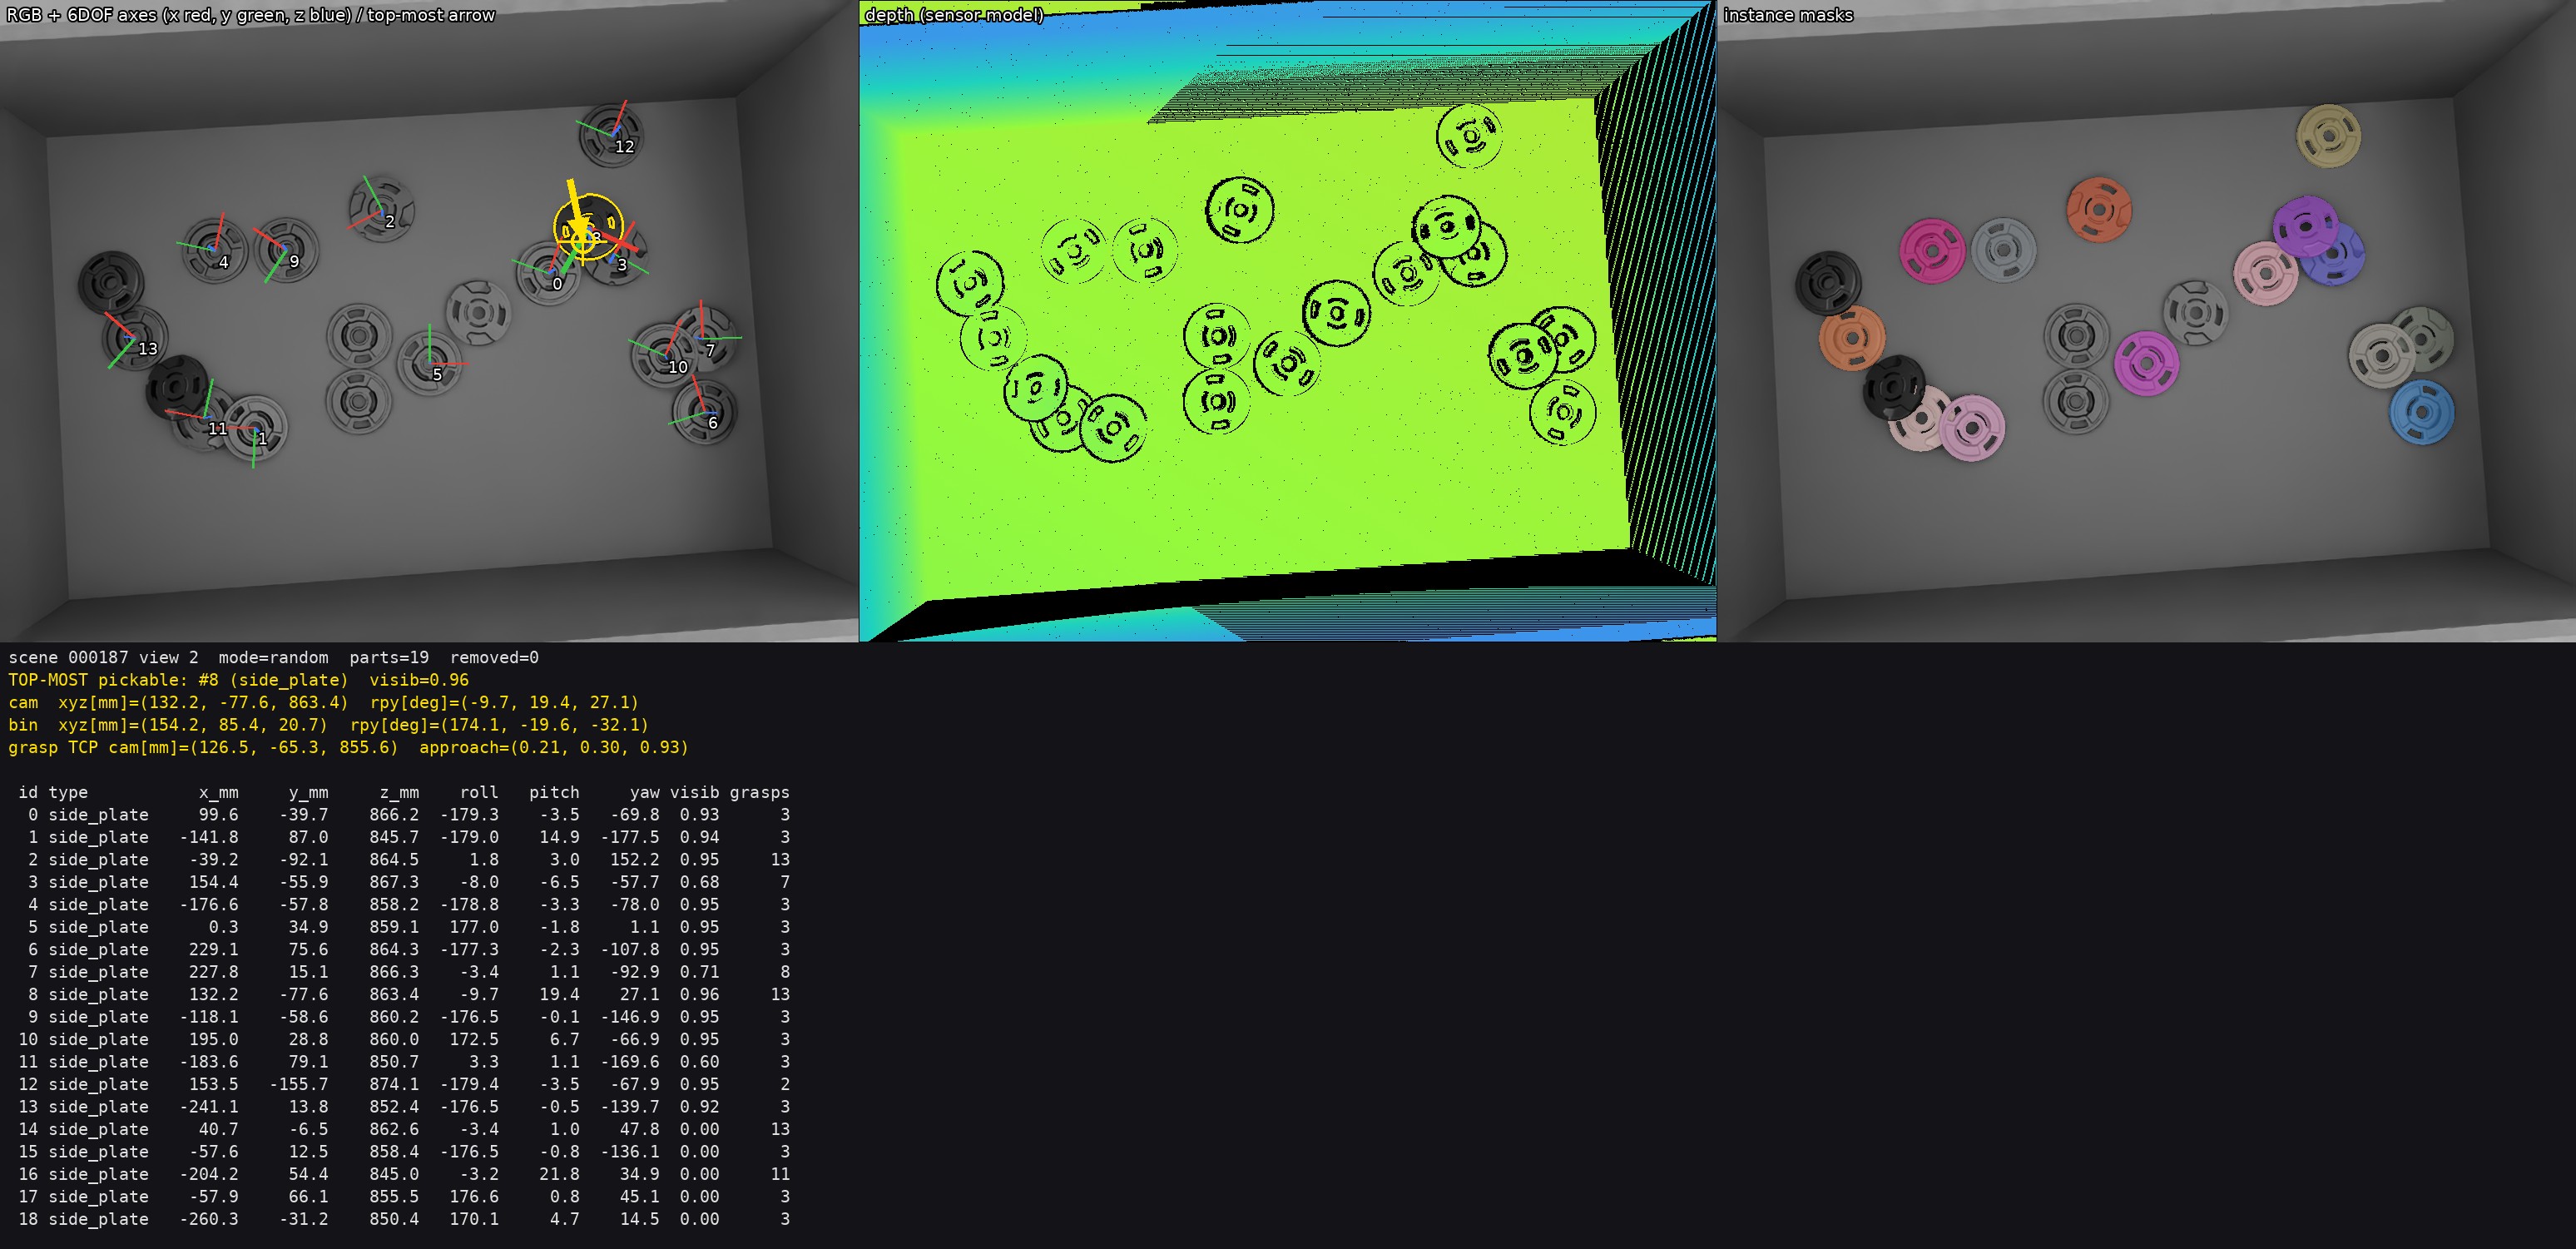 RGB + 6DOF axes (x red, y green, z blue) / top-most arrow
depth (sensor model)
instance masks
12
2
8
4
9
3
0
13
7
10
5
6
11
1
scene 000187 view 2  mode=random  parts=19  removed=0
TOP-MOST pickable: #8 (side_plate)  visib=0.96
cam  xyz[mm]=(132.2, -77.6, 863.4)  rpy[deg]=(-9.7, 19.4, 27.1)
bin  xyz[mm]=(154.2, 85.4, 20.7)  rpy[deg]=(174.1, -19.6, -32.1)
grasp TCP cam[mm]=(126.5, -65.3, 855.6)  approach=(0.21, 0.30, 0.93)
id type x_mm y_mm z_mm roll pitch yaw visib grasps
0 side_plate 99.6 -39.7 866.2 -179.3 -3.5 -69.8 0.93 3
1 side_plate -141.8 87.0 845.7 -179.0 14.9 -177.5 0.94 3
2 side_plate -39.2 -92.1 864.5 1.8 3.0 152.2 0.95 13
3 side_plate 154.4 -55.9 867.3 -8.0 -6.5 -57.7 0.68 7
4 side_plate -176.6 -57.8 858.2 -178.8 -3.3 -78.0 0.95 3
5 side_plate 0.3 34.9 859.1 177.0 -1.8 1.1 0.95 3
6 side_plate 229.1 75.6 864.3 -177.3 -2.3 -107.8 0.95 3
7 side_plate 227.8 15.1 866.3 -3.4 1.1 -92.9 0.71 8
8 side_plate 132.2 -77.6 863.4 -9.7 19.4 27.1 0.96 13
9 side_plate -118.1 -58.6 860.2 -176.5 -0.1 -146.9 0.95 3
10 side_plate 195.0 28.8 860.0 172.5 6.7 -66.9 0.95 3
11 side_plate -183.6 79.1 850.7 3.3 1.1 -169.6 0.60 3
12 side_plate 153.5 -155.7 874.1 -179.4 -3.5 -67.9 0.95 2
13 side_plate -241.1 13.8 852.4 -176.5 -0.5 -139.7 0.92 3
14 side_plate 40.7 -6.5 862.6 -3.4 1.0 47.8 0.00 13
15 side_plate -57.6 12.5 858.4 -176.5 -0.8 -136.1 0.00 3
16 side_plate -204.2 54.4 845.0 -3.2 21.8 34.9 0.00 11
17 side_plate -57.9 66.1 855.5 176.6 0.8 45.1 0.00 3
18 side_plate -260.3 -31.2 850.4 170.1 4.7 14.5 0.00 3